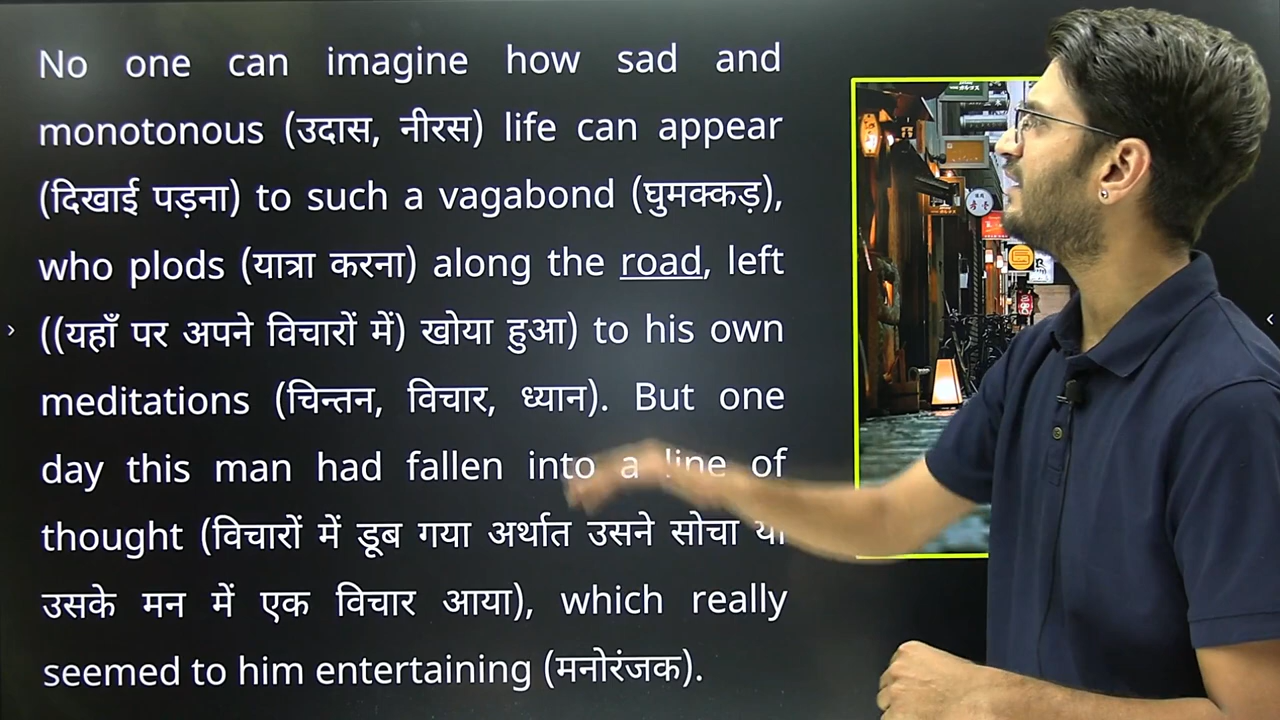 No one can imagine how sad and
monotonous (उदास, नीरस) life can appear
(दिखाई पड़ना) to such a vagabond (घुमक्कड़),
who plods (यात्रा करना) along the road, left
((यहाँ पर अपने विचारों में) खोया हुआ) to his own
meditations (चिन्तन, विचार, ध्यान). But one
day this man had fallen into a line of
thought (विचारों में डूब गया अर्थात उसने सोचा या
उसके मन में एक विचार आया), which really
seemed to him entertaining (मनोरंजक).